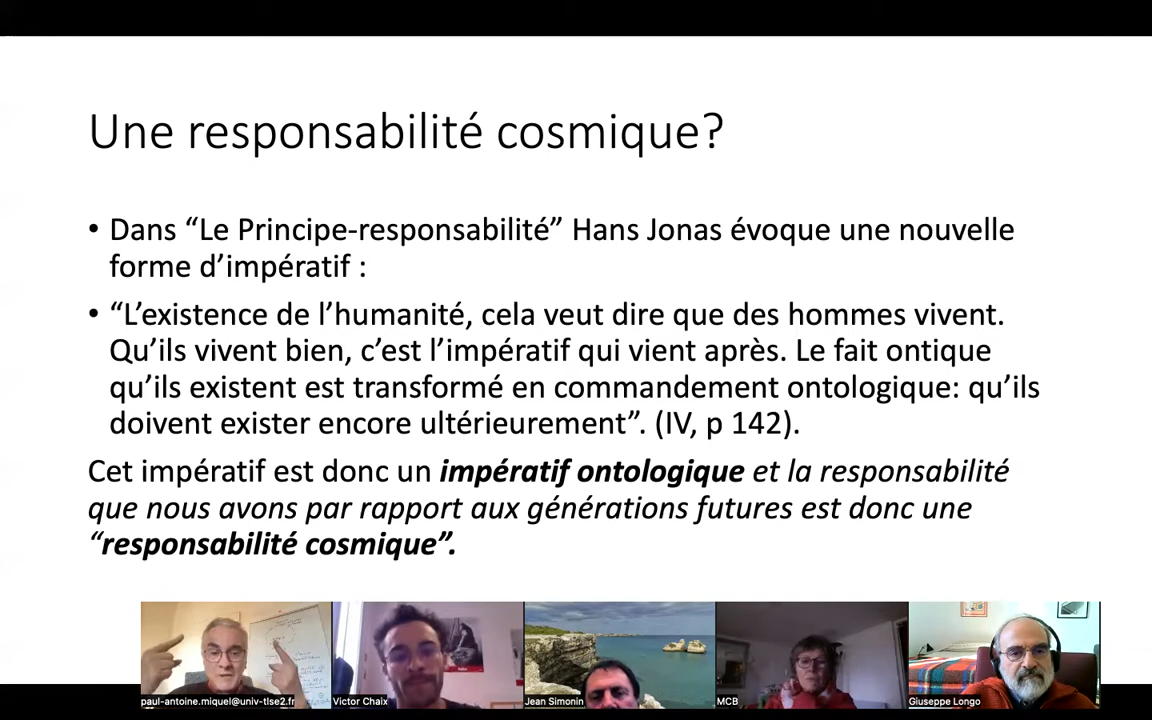 Une responsabilité cosmique?
• Dans “Le Principe-responsabilité” Hans Jonas évoque une nouvelle
forme d’impératif :
• “L’existence de l’humanité, cela veut dire que des hommes vivent.
Qu’ils vivent bien, c’est l’impératif qui vient après. Le fait ontique
qu’ils existent est transformé en commandement ontologique: qu’ils
doivent exister encore ultérieurement”. (IV, p 142).
Cet impératif est donc un impératif ontologique et la responsabilité
que nous avons par rapport aux générations futures est donc une
“responsabilité cosmique”.
paul-antoine.miquel@univ-tlse2.fr
Victor Chaix
Jean Simonin
MCB
Giuseppe Longo